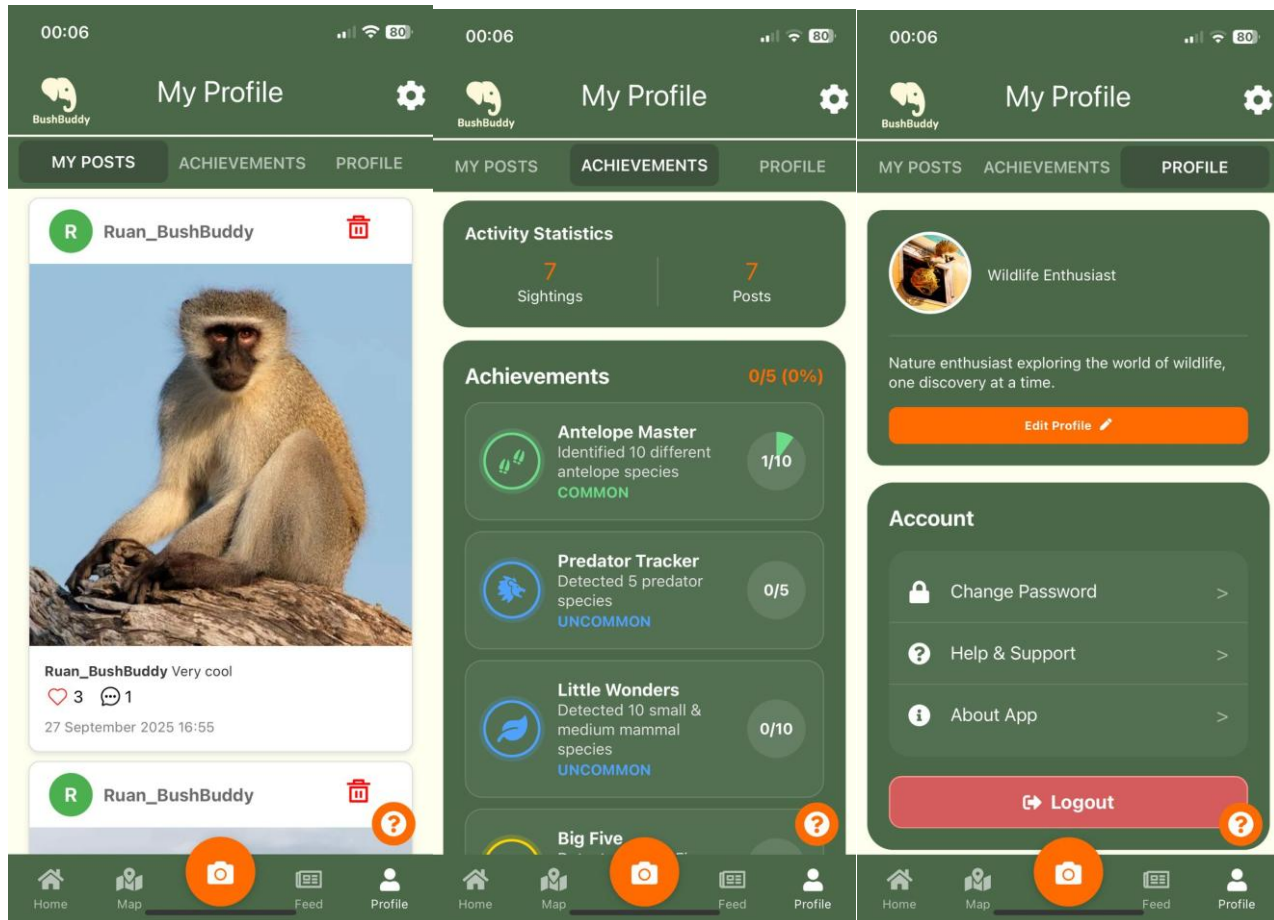 00:06
80
BushBuddy
My Profile
MY POSTS
ACHIEVEMENTS
PROFILE
R
Ruan_BushBuddy
Ruan_BushBuddy Very cool
3
1
27 September 2025 16:55
R
Ruan_BushBuddy
?
Home
Map
Feed
Profile
00:06
80
BushBuddy
My Profile
MY POSTS
ACHIEVEMENTS
PROFILE
Activity Statistics
7
Sightings
7
Posts
Achievements
0/5 (0%)
Antelope Master
Identified 10 different
antelope species
COMMON
1/10
Predator Tracker
Detected 5 predator
species
UNCOMMON
0/5
Little Wonders
Detected 10 small &
medium mammal
species
UNCOMMON
0/10
Big Five
?
Home
Map
Feed
Profile
00:06
80
BushBuddy
My Profile
MY POSTS
ACHIEVEMENTS
PROFILE
Wildlife Enthusiast
Nature enthusiast exploring the world of wildlife,
one discovery at a time.
Edit Profile
Account
Change Password >
? Help & Support >
i About App >
Logout
?
Home
Map
Feed
Profile